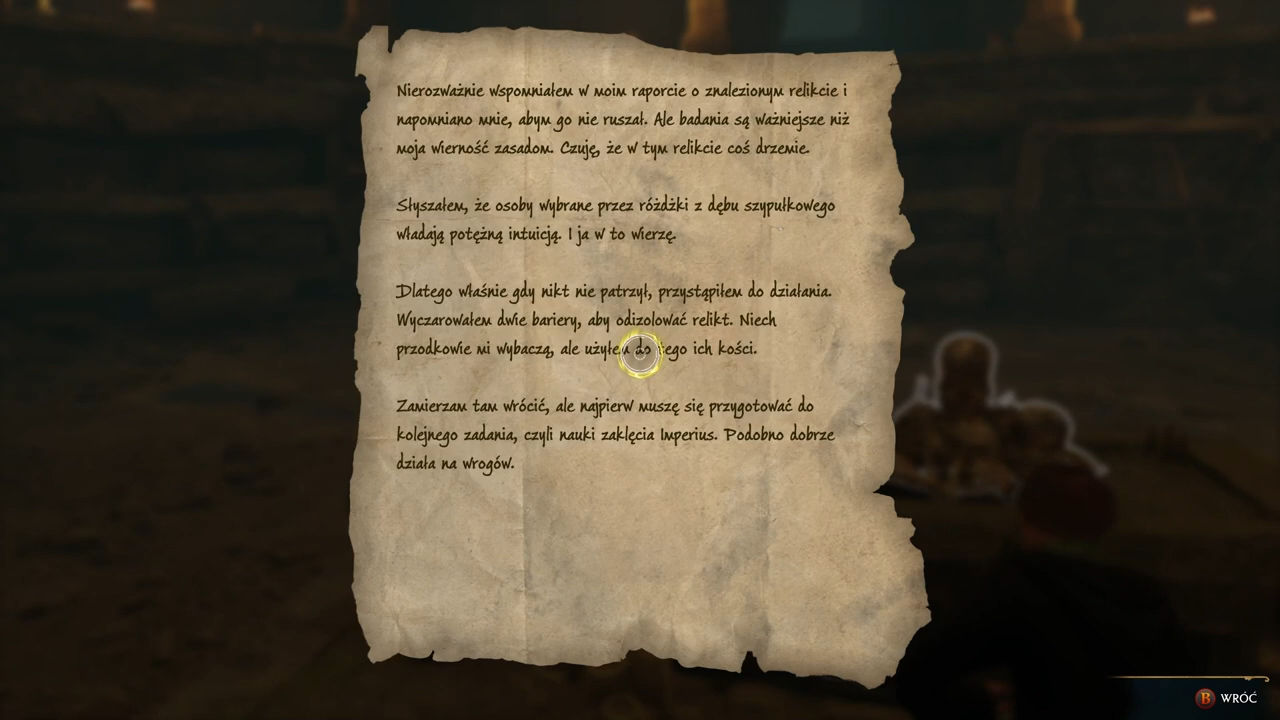 Nierozważnie wspomniałem w moim raporcie o znalezionym relikcie i
napomniano mnie, abym go nie ruszał. Ale badania są ważniejsze niż
moja wierność zasadom. Czuję, że w tym relikcie coś drzemie.
Słyszałem, że osoby wybrane przez różdżki z dębu szypułkowego
władają potężną intuicją. I ja w to wierzę.
Dlatego właśnie gdy nikt nie patrzył, przystąpiłem do działania.
Wyczarowałem dwie bariery, aby odizolować relikt. Niech
przodkowie mi wybaczą, ale użyłem do tego ich kości.
Zamierzam tam wrócić, ale najpierw muszę się przygotować do
kolejnego zadania, czyli nauki zaklęcia Imperius. Podobno dobrze
działa na wrogów.
B WRÓĆ